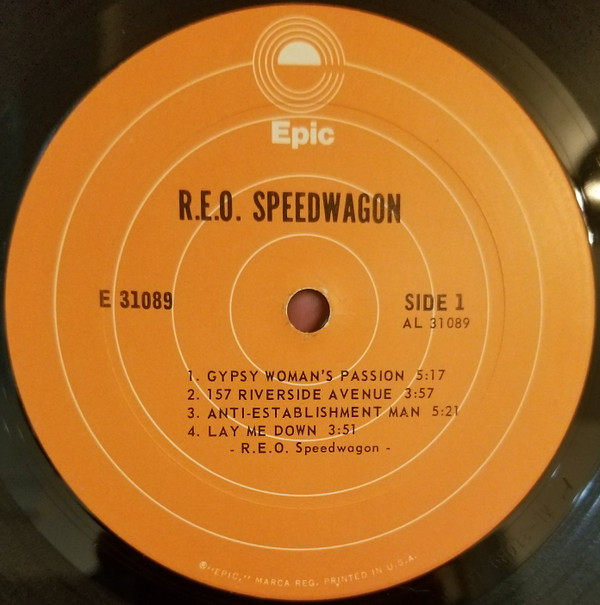 Epic
R.E.O. SPEEDWAGON
E 31089
SIDE 1
AL 31089
1. GYPSY WOMAN'S PASSION 5:17
2. 157 RIVERSIDE AVENUE 3:57
3. ANTI-ESTABLISHMENT MAN 5:21
4. LAY ME DOWN 3:51
- R.E.O. Speedwagon -
®"EPIC," MARCA REG. PRINTED IN U.S.A.